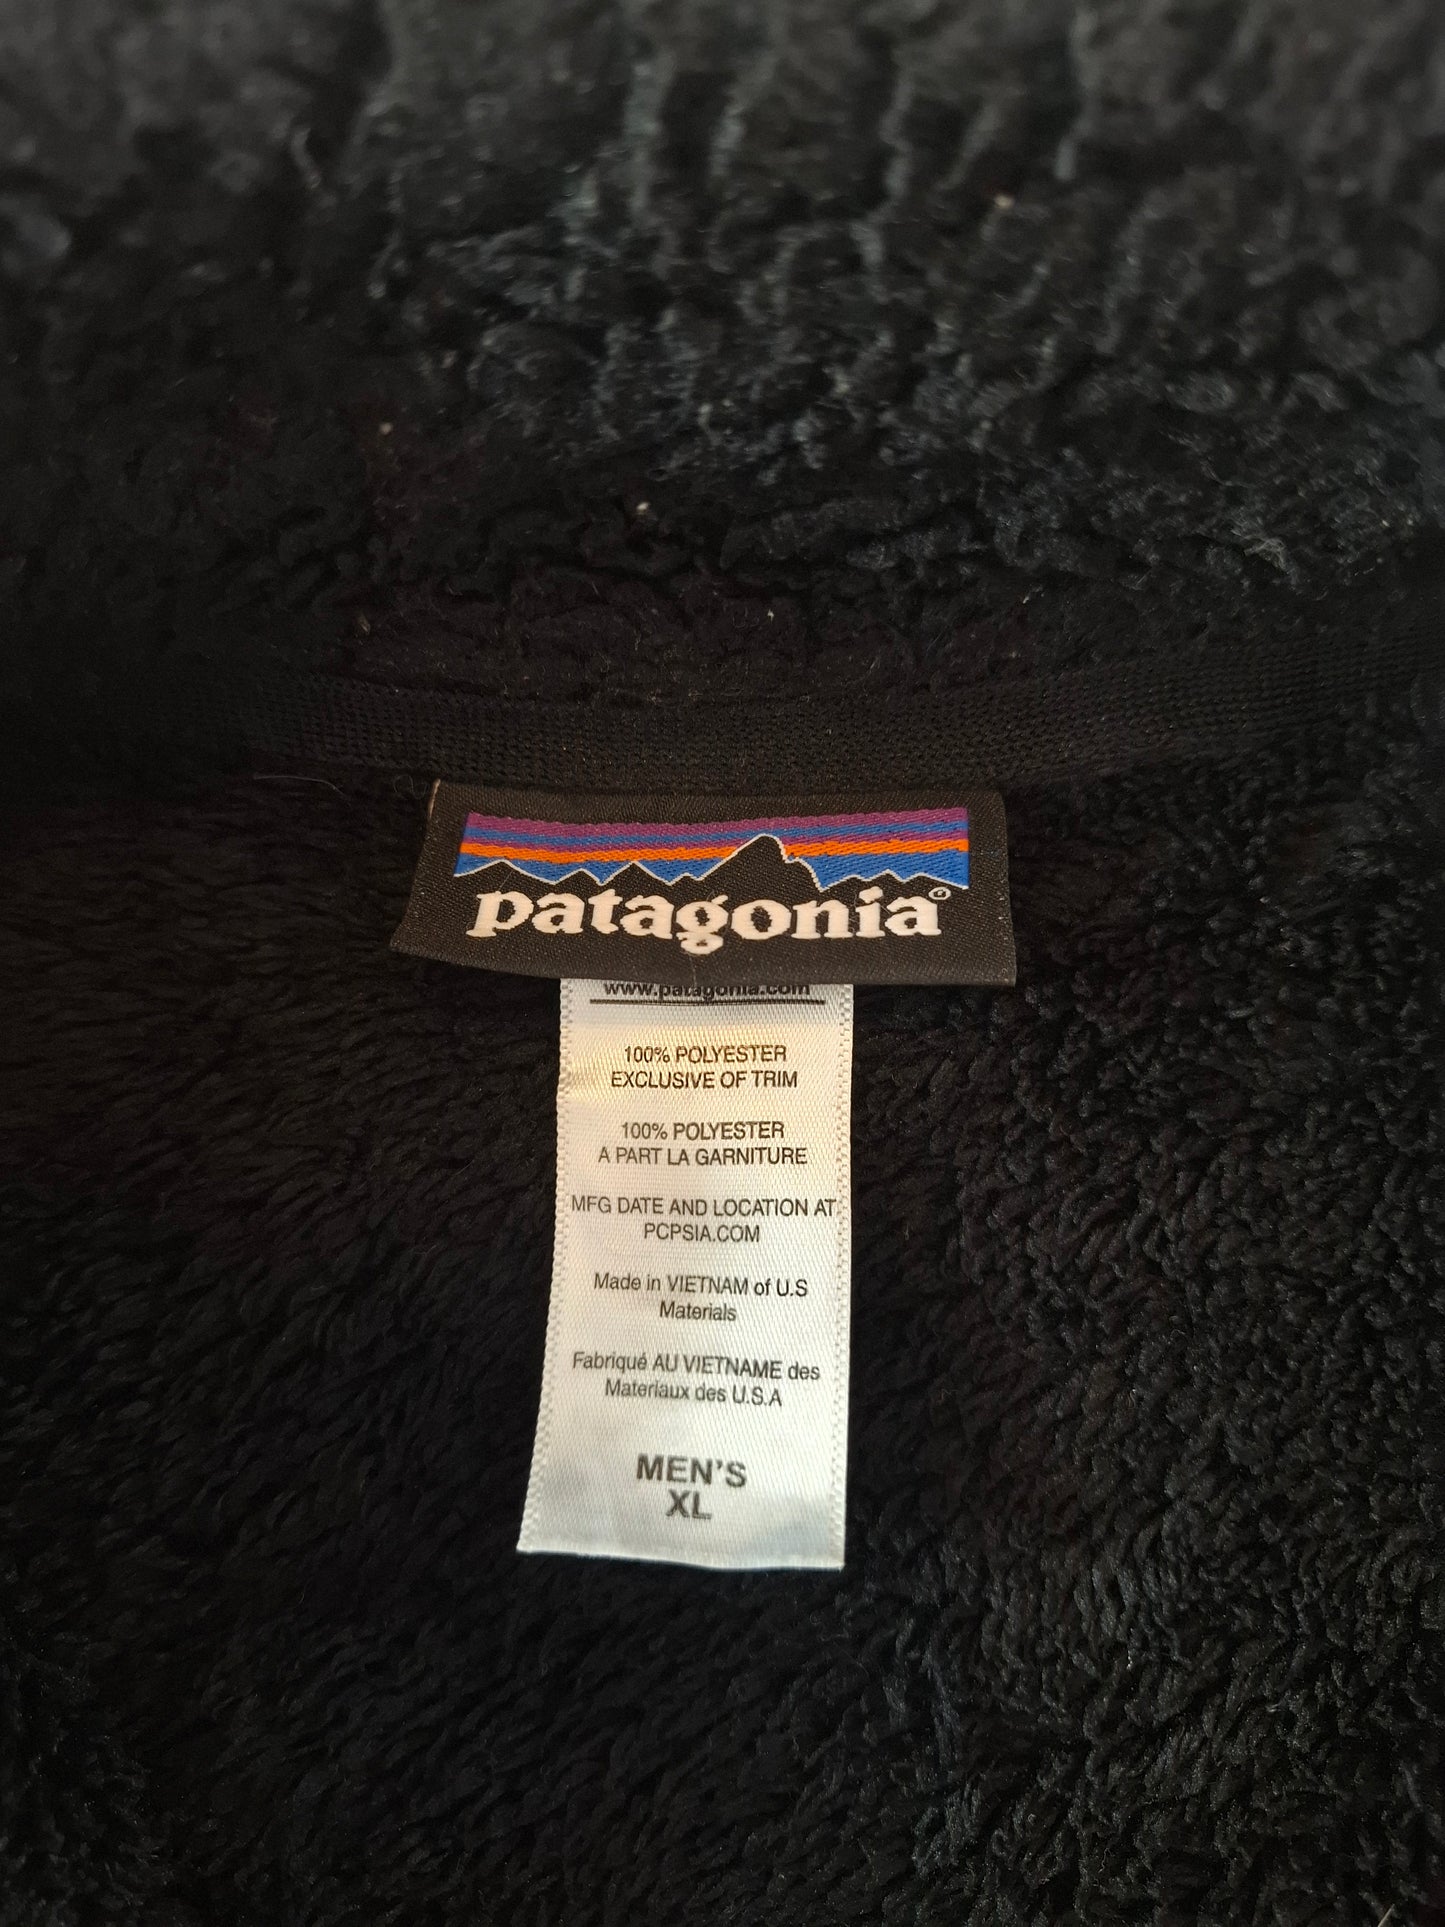 patagonia®
www.patagonia.com
100% POLYESTER
EXCLUSIVE OF TRIM
100% POLYESTER
A PART LA GARNITURE
MFG DATE AND LOCATION AT
PCPSIA.COM
Made in VIETNAM of U.S
Materials
Fabriqué AU VIETNAME des
Materiaux des U.S.A
MEN'S
XL